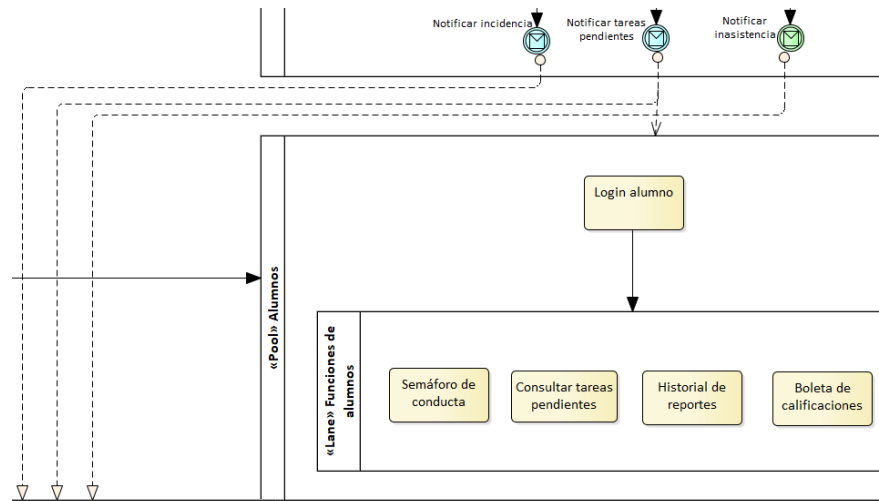 Notificar incidencia
Notificar tareas
pendientes
Notificar
inasistencia
«Pool» Alumnos
Login alumno
«Lane» Funciones de
alumnos
Semáforo de
conducta
Consultar tareas
pendientes
Historial de
reportes
Boleta de
calificaciones